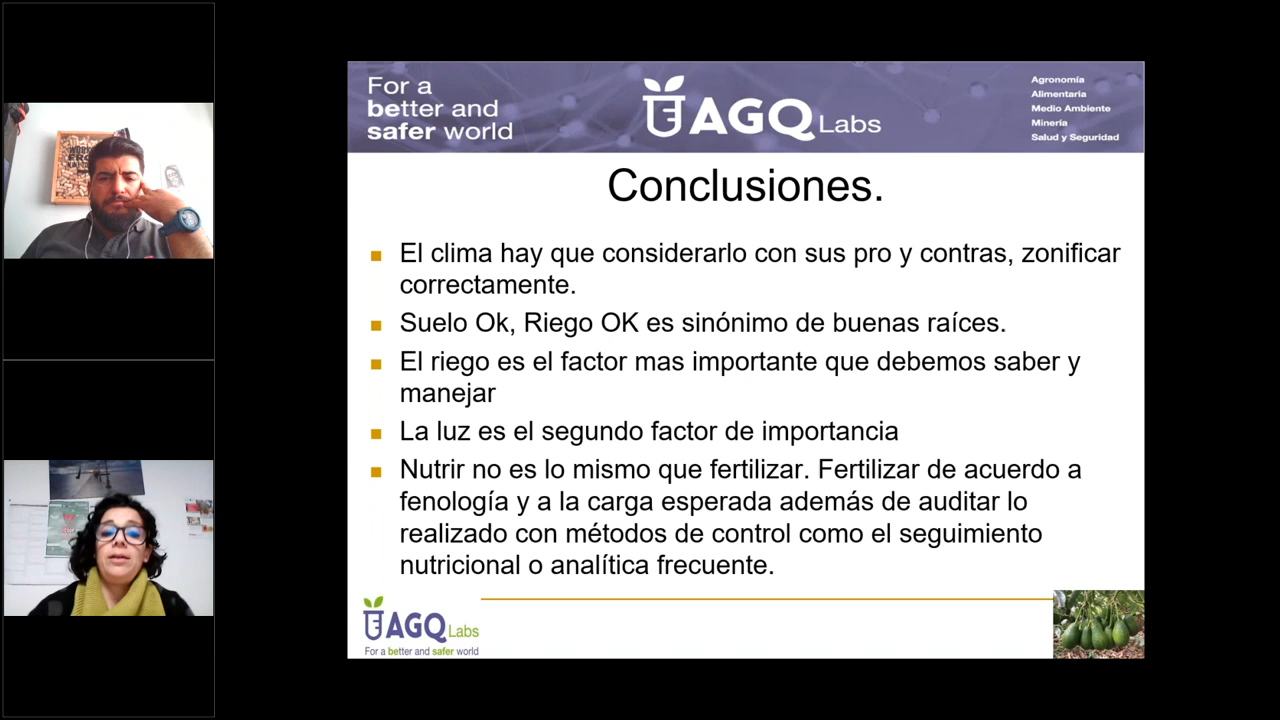 For a
better and
safer world
AGQ Labs
Agronomía
Alimentaria
Medio Ambiente
Minería
Salud y Seguridad
Conclusiones.
El clima hay que considerarlo con sus pro y contras, zonificar
correctamente.
Suelo Ok, Riego OK es sinónimo de buenas raíces.
El riego es el factor mas importante que debemos saber y
manejar
La luz es el segundo factor de importancia
Nutrir no es lo mismo que fertilizar. Fertilizar de acuerdo a
fenología y a la carga esperada además de auditar lo
realizado con métodos de control como el seguimiento
nutricional o analítica frecuente.
AGQ Labs
For a better and safer world